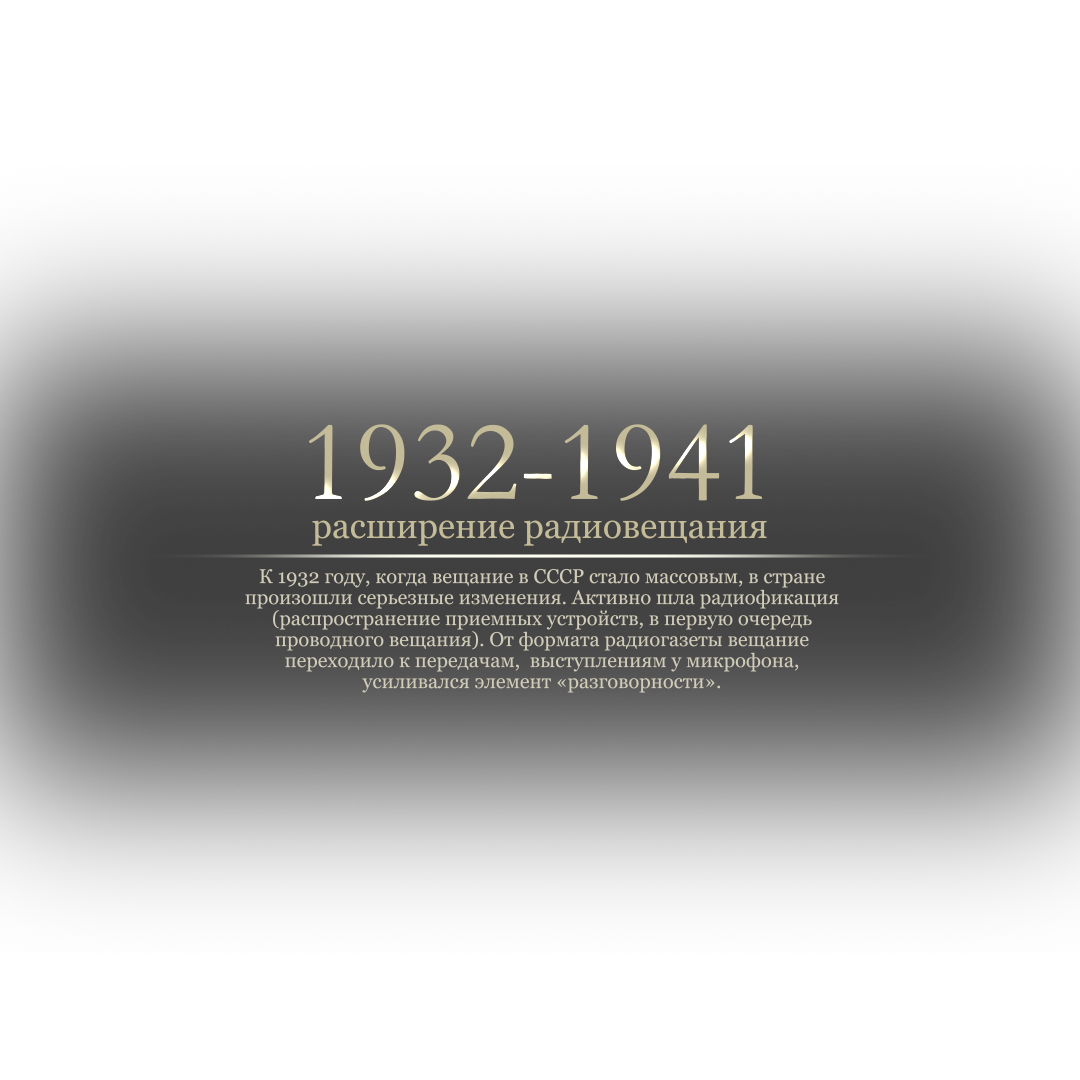 1932-1941
расширение радиовещания
К 1932 году, когда вещание в СССР стало массовым, в стране
произошли серьезные изменения. Активно шла радиофикация
(распространение приемных устройств, в первую очередь
проводного вещания). От формата радиогазеты вещание
переходило к передачам,  выступлениям у микрофона,
усиливался элемент «разговорности».